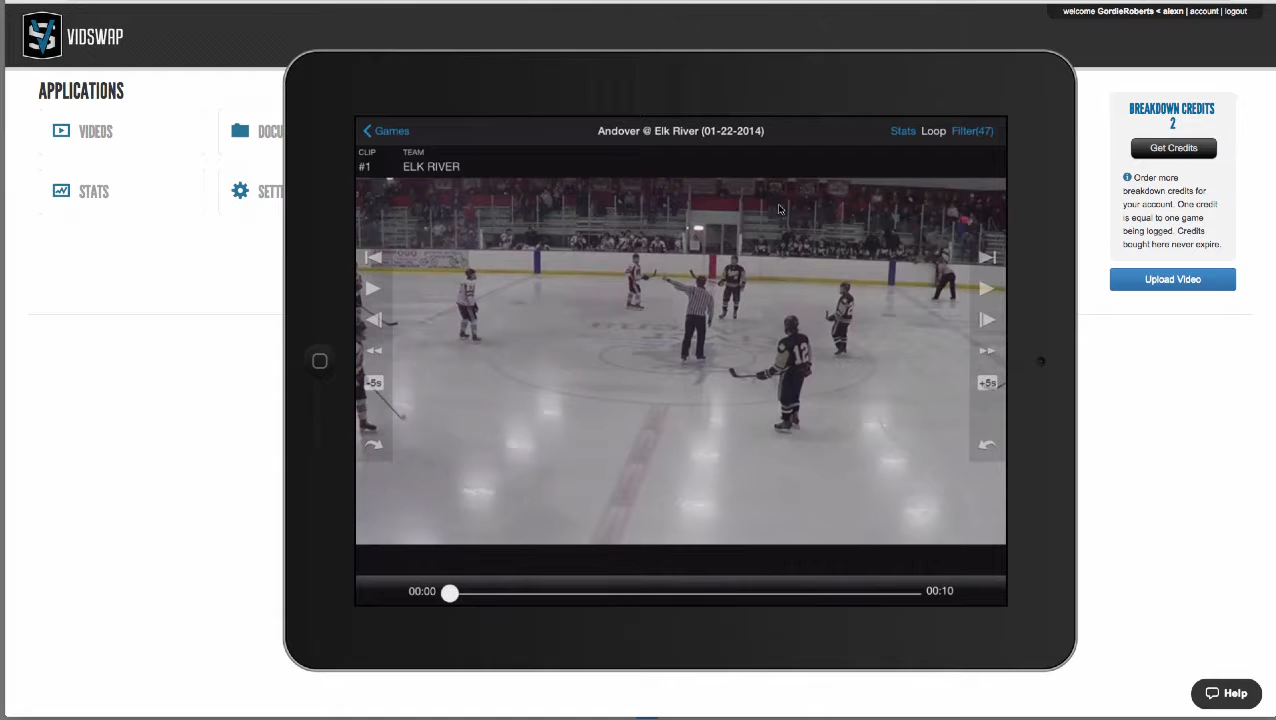 welcome GordieRoberts < alexn | account | logout
VIDSWAP
APPLICATIONS
VIDEOS
DOCU
STATS
SETT
Games
Andover @ Elk River (01-22-2014)
Stats Loop Filter(47)
CLIP TEAM
#1 ELK RIVER
12
-5s
+5s
00:00
00:10
BREAKDOWN CREDITS
2
Get Credits
Order more
breakdown credits for
your account. One credit
is equal to one game
being logged. Credits
bought here never expire.
Upload Video
Help